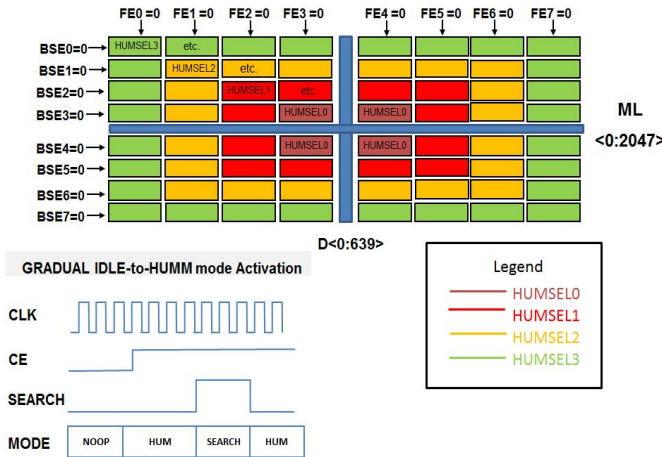 FE0 =0 FE1 =0 FE2 =0 FE3 =0 FE4 =0 FE5 =0 FE6 =0 FE7 =0
BSE0=0 HUMSEL3 etc.
BSE1=0 HUMSEL2 etc.
BSE2=0 HUMSEL1 etc
BSE3=0 HUMSEL0 HUMSEL0
ML
<0:2047>
BSE4=0 HUMSEL0 HUMSEL0
BSE5=0
BSE6=0
BSE7=0
D<0:639>
GRADUAL IDLE-to-HUMM mode Activation
CLK
CE
SEARCH
MODE NOOP HUM SEARCH HUM
Legend
HUMSEL0
HUMSEL1
HUMSEL2
HUMSEL3